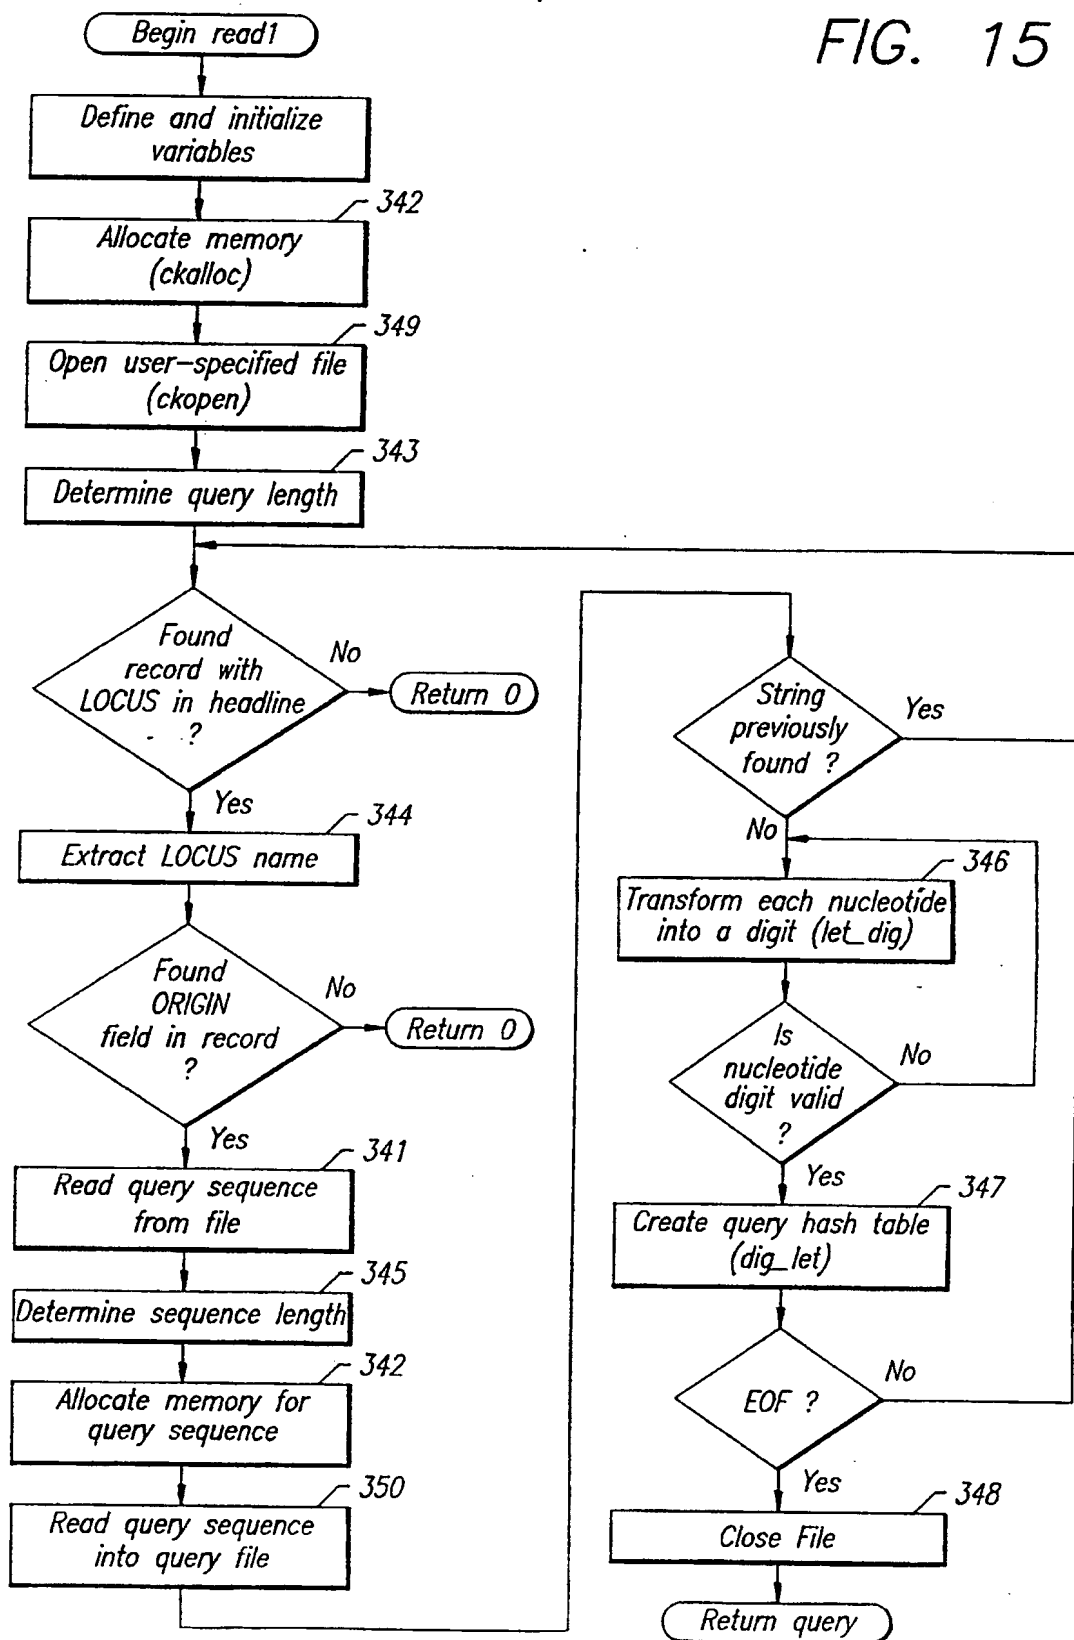 FIG. 15
Begin read1
Define and initialize
variables
342
Allocate memory
(ckalloc)
349
Open user-specified file
(ckopen)
343
Determine query length
Found
record with
LOCUS in headline
?
No
Return 0
Yes
344
Extract LOCUS name
Found
ORIGIN
field in record
?
No
Return 0
Yes
341
Read query sequence
from file
345
Determine sequence length
342
Allocate memory for
query sequence
350
Read query sequence
into query file
String
previously
found ?
Yes
No
346
Transform each nucleotide
into a digit (let_dig)
Is
nucleotide
digit valid
?
No
Yes
347
Create query hash table
(dig_let)
EOF ?
No
Yes
348
Close File
Return query